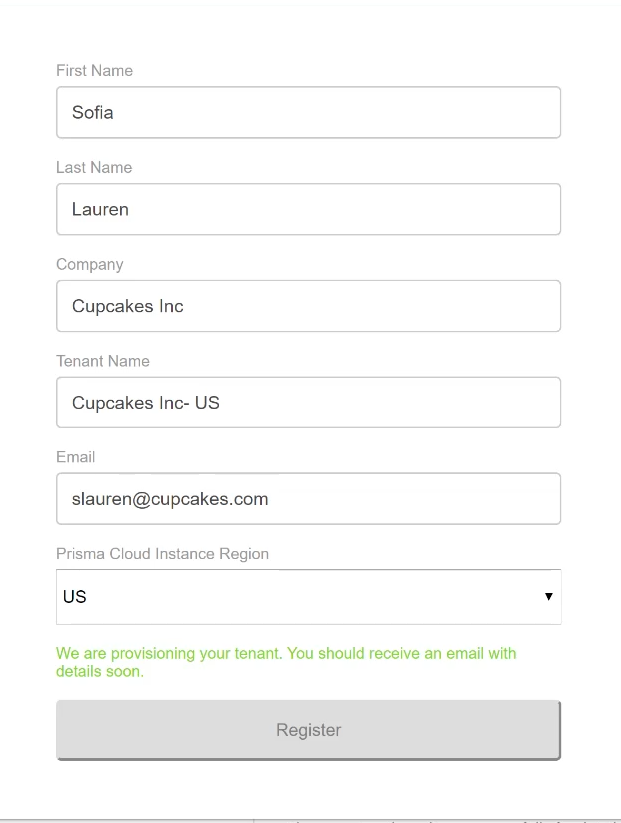 First Name
Sofia
Last Name
Lauren
Company
Cupcakes Inc
Tenant Name
Cupcakes Inc- US
Email
slauren@cupcakes.com
Prisma Cloud Instance Region
US
We are provisioning your tenant. You should receive an email with
details soon.
Register